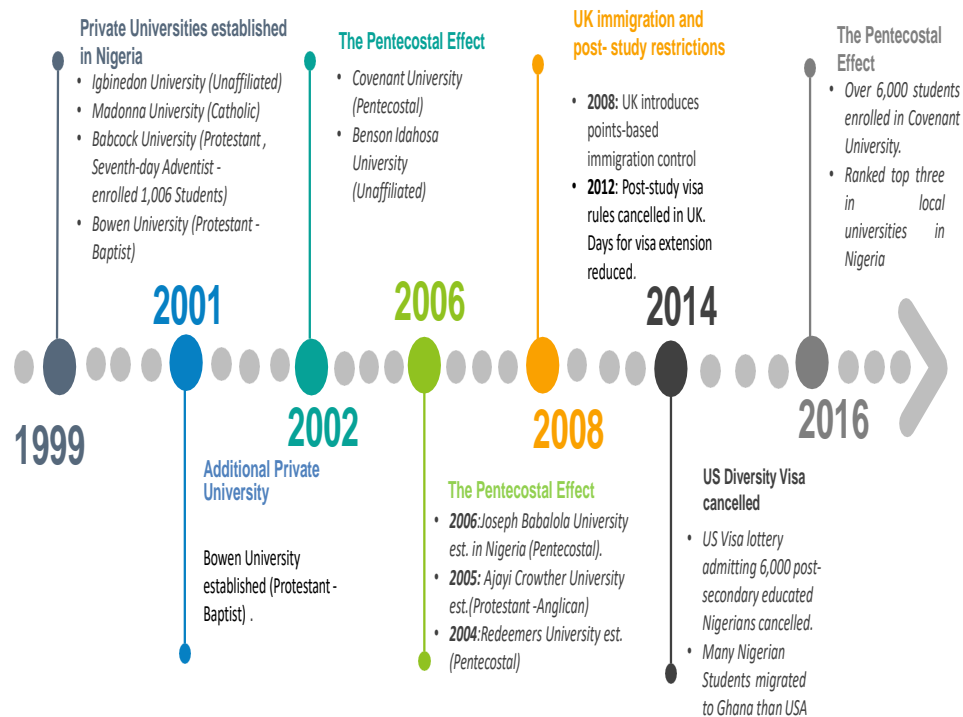 Private Universities established
in Nigeria
• Igbinedon University (Unaffiliated)
• Madonna University (Catholic)
• Babcock University (Protestant ,
Seventh-day Adventist -
enrolled 1,006 Students)
• Bowen University (Protestant -
Baptist)
1999
2001
Additional Private
University
Bowen University
established (Protestant -
Baptist) .
The Pentecostal Effect
• Covenant University
(Pentecostal)
• Benson Idahosa
University
(Unaffiliated)
2002
2006
The Pentecostal Effect
• 2006:Joseph Babalola University
est. in Nigeria (Pentecostal).
• 2005: Ajayi Crowther University
est.(Protestant -Anglican)
• 2004:Redeemers University est.
(Pentecostal)
UK immigration and
post- study restrictions
• 2008: UK introduces
points-based
immigration control
• 2012: Post-study visa
rules cancelled in UK.
Days for visa extension
reduced.
2008
2014
US Diversity Visa
cancelled
• US Visa lottery
admitting 6,000 post-
secondary educated
Nigerians cancelled.
• Many Nigerian
Students migrated
to Ghana than USA
The Pentecostal
Effect
• Over 6,000 students
enrolled in Covenant
University.
• Ranked top three
in local
universities in
Nigeria
2016